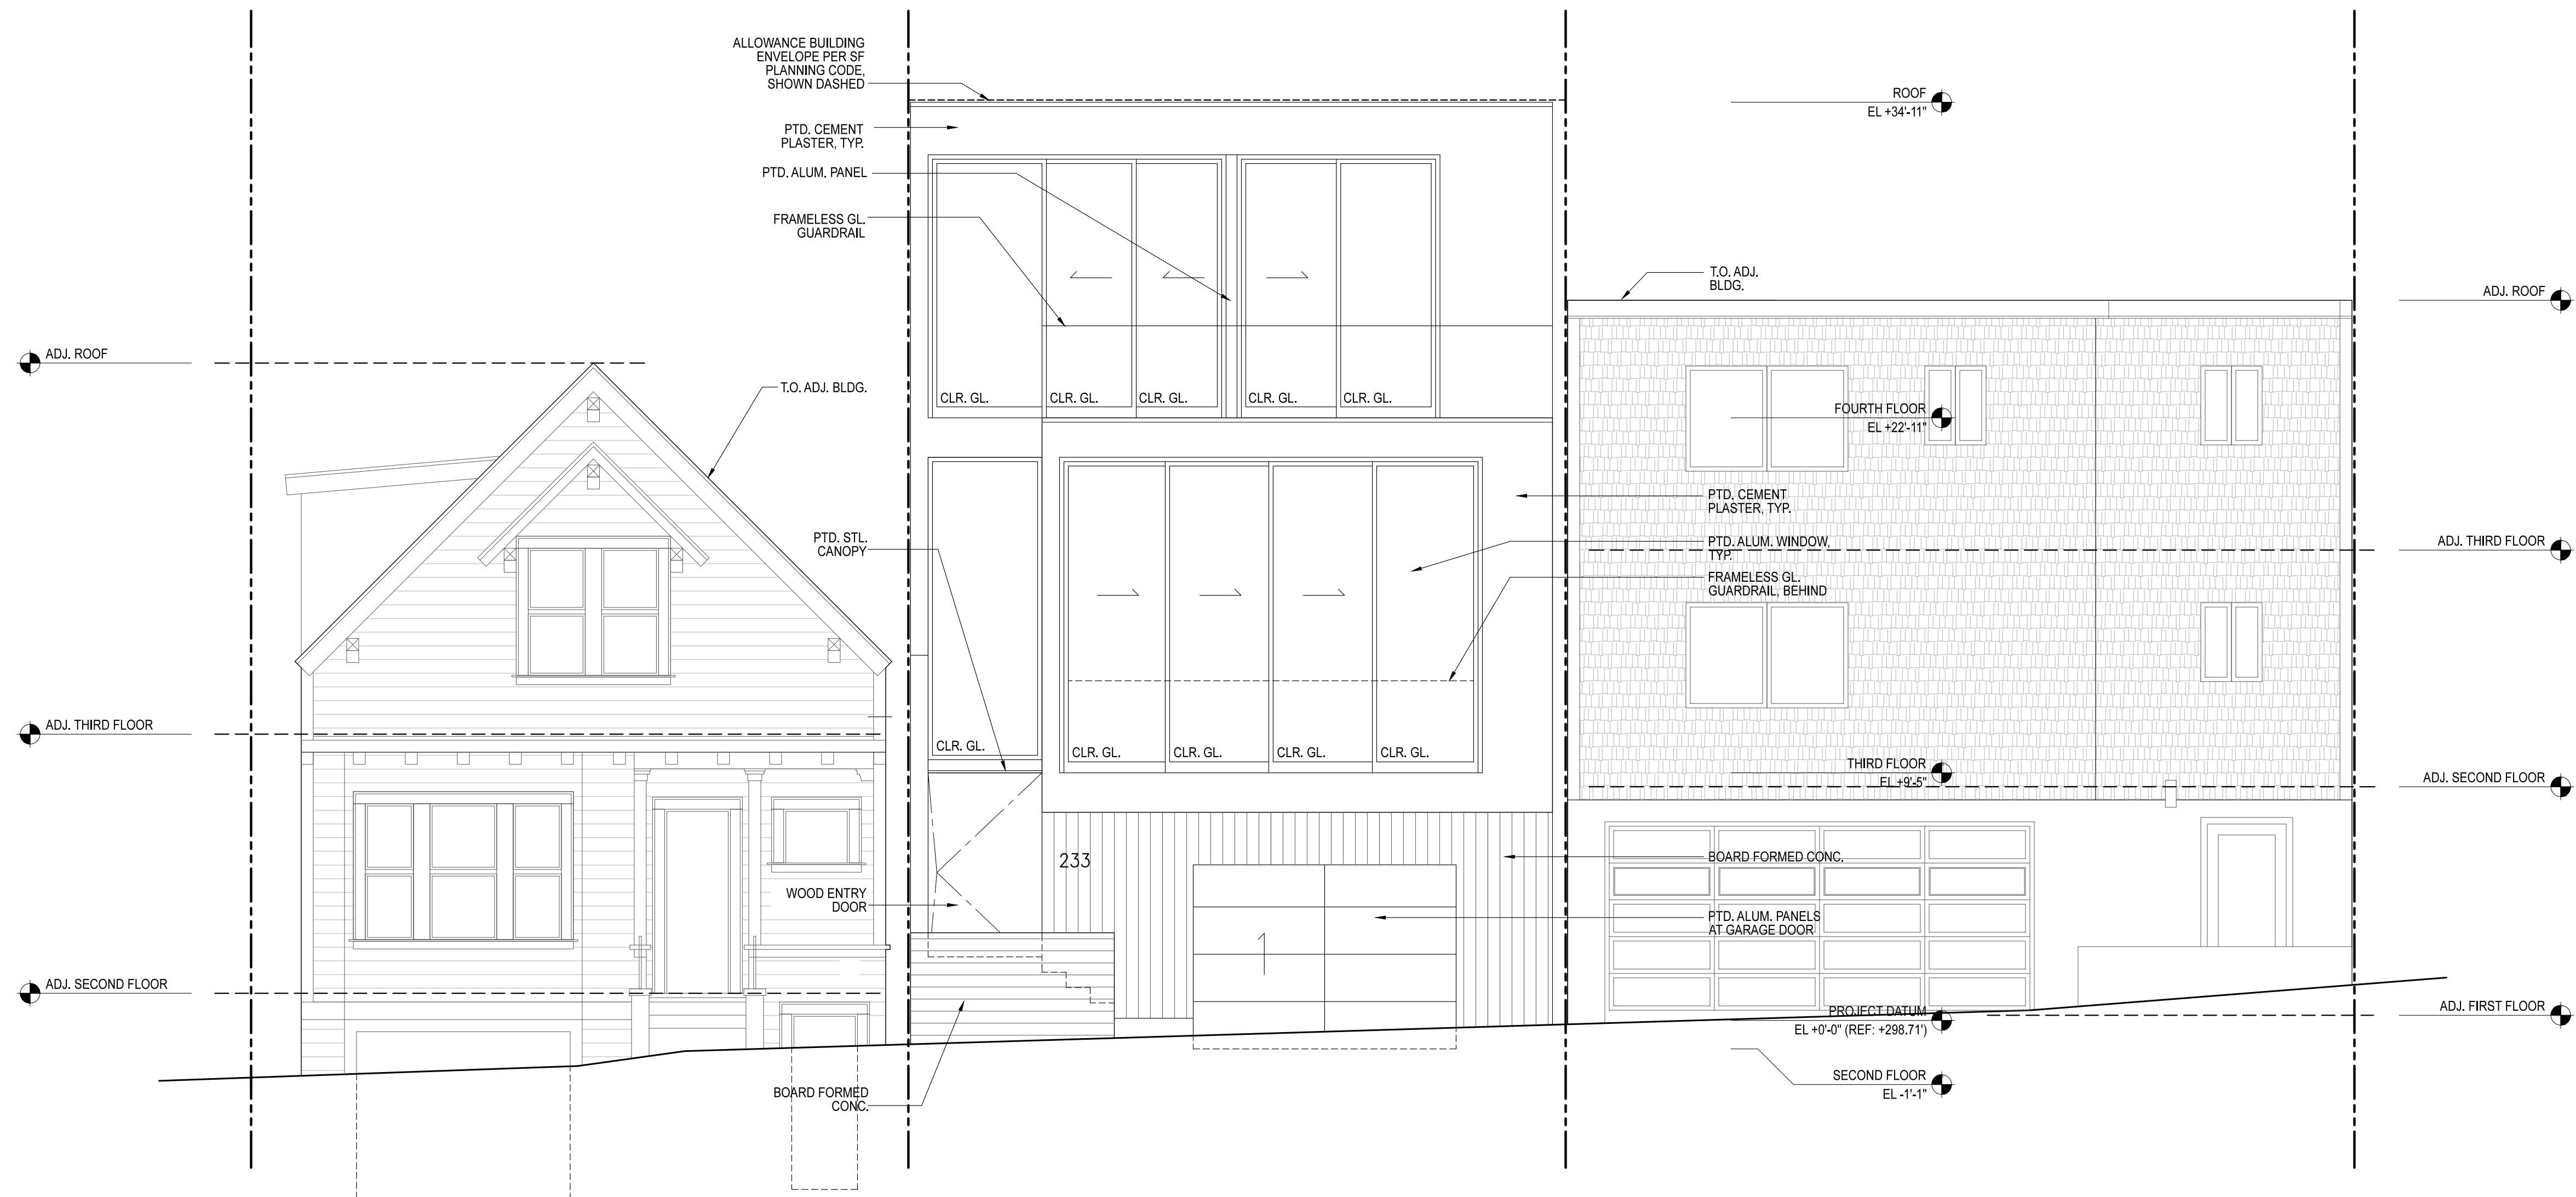 ALLOWANCE BUILDING
ENVELOPE PER SF
PLANNING CODE,
SHOWN DASHED
PTD. CEMENT
PLASTER, TYP.
PTD. ALUM. PANEL
FRAMELESS GL.
GUARDRAIL
ROOF
EL +34'-11"
T.O. ADJ.
BLDG.
ADJ. ROOF
ADJ. ROOF
T.O. ADJ. BLDG.
CLR. GL.
CLR. GL.
CLR. GL.
CLR. GL.
CLR. GL.
FOURTH FLOOR
EL +22'-11"
PTD. CEMENT
PLASTER, TYP.
PTD. STL.
CANOPY
PTD. ALUM. WINDOW,
TYP.
FRAMELESS GL.
GUARDRAIL, BEHIND
ADJ. THIRD FLOOR
ADJ. THIRD FLOOR
CLR. GL.
CLR. GL.
CLR. GL.
CLR. GL.
CLR. GL.
THIRD FLOOR
EL +9'-5"
ADJ. SECOND FLOOR
233
BOARD FORMED CONC.
WOOD ENTRY
DOOR
PTD. ALUM. PANELS
AT GARAGE DOOR
ADJ. SECOND FLOOR
PROJECT DATUM
EL +0'-0" (REF: +298.71')
ADJ. FIRST FLOOR
SECOND FLOOR
EL -1'-1"
BOARD FORMED
CONC.